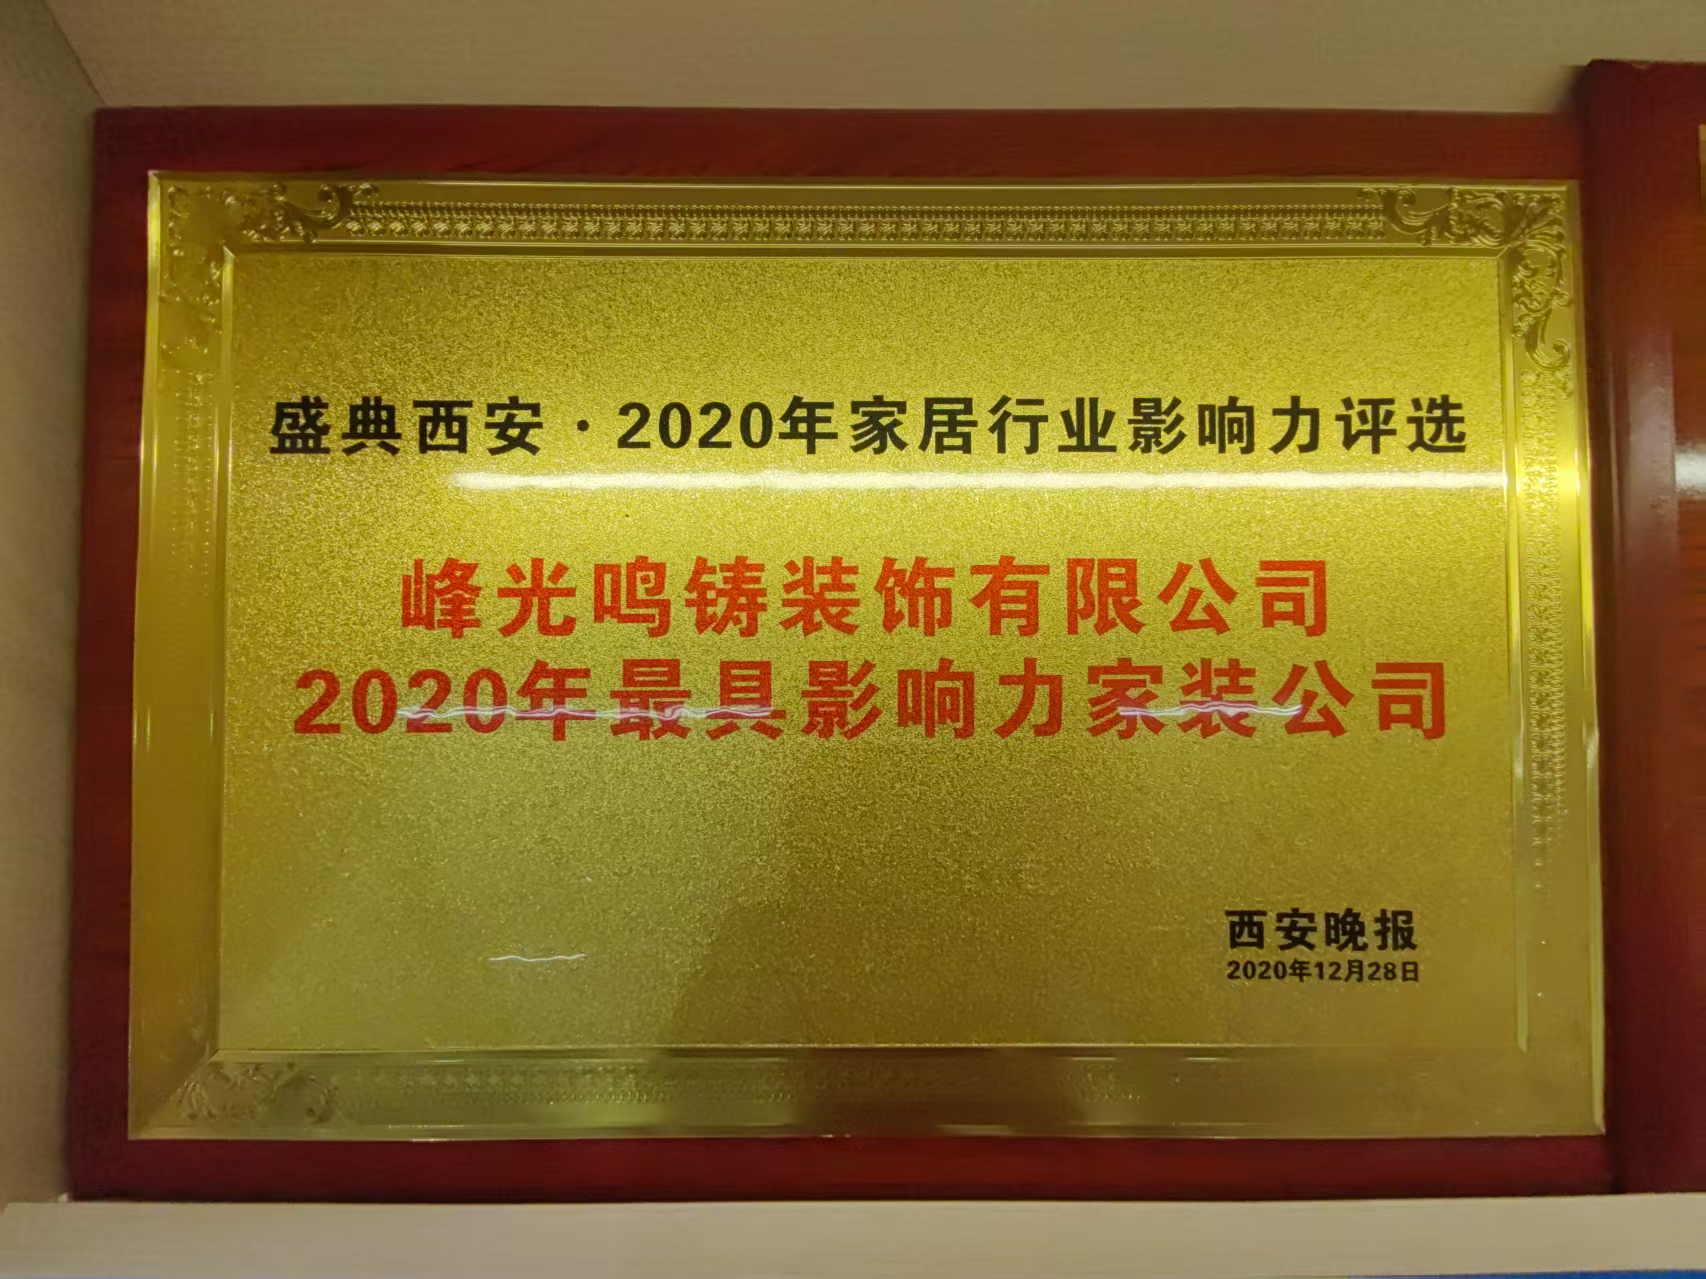 盛典西安·2020年家居行业影响力评选
峰光鸣铸装饰有限公司
2020年最具影响力家装公司
西安晚报
2020年12月28日